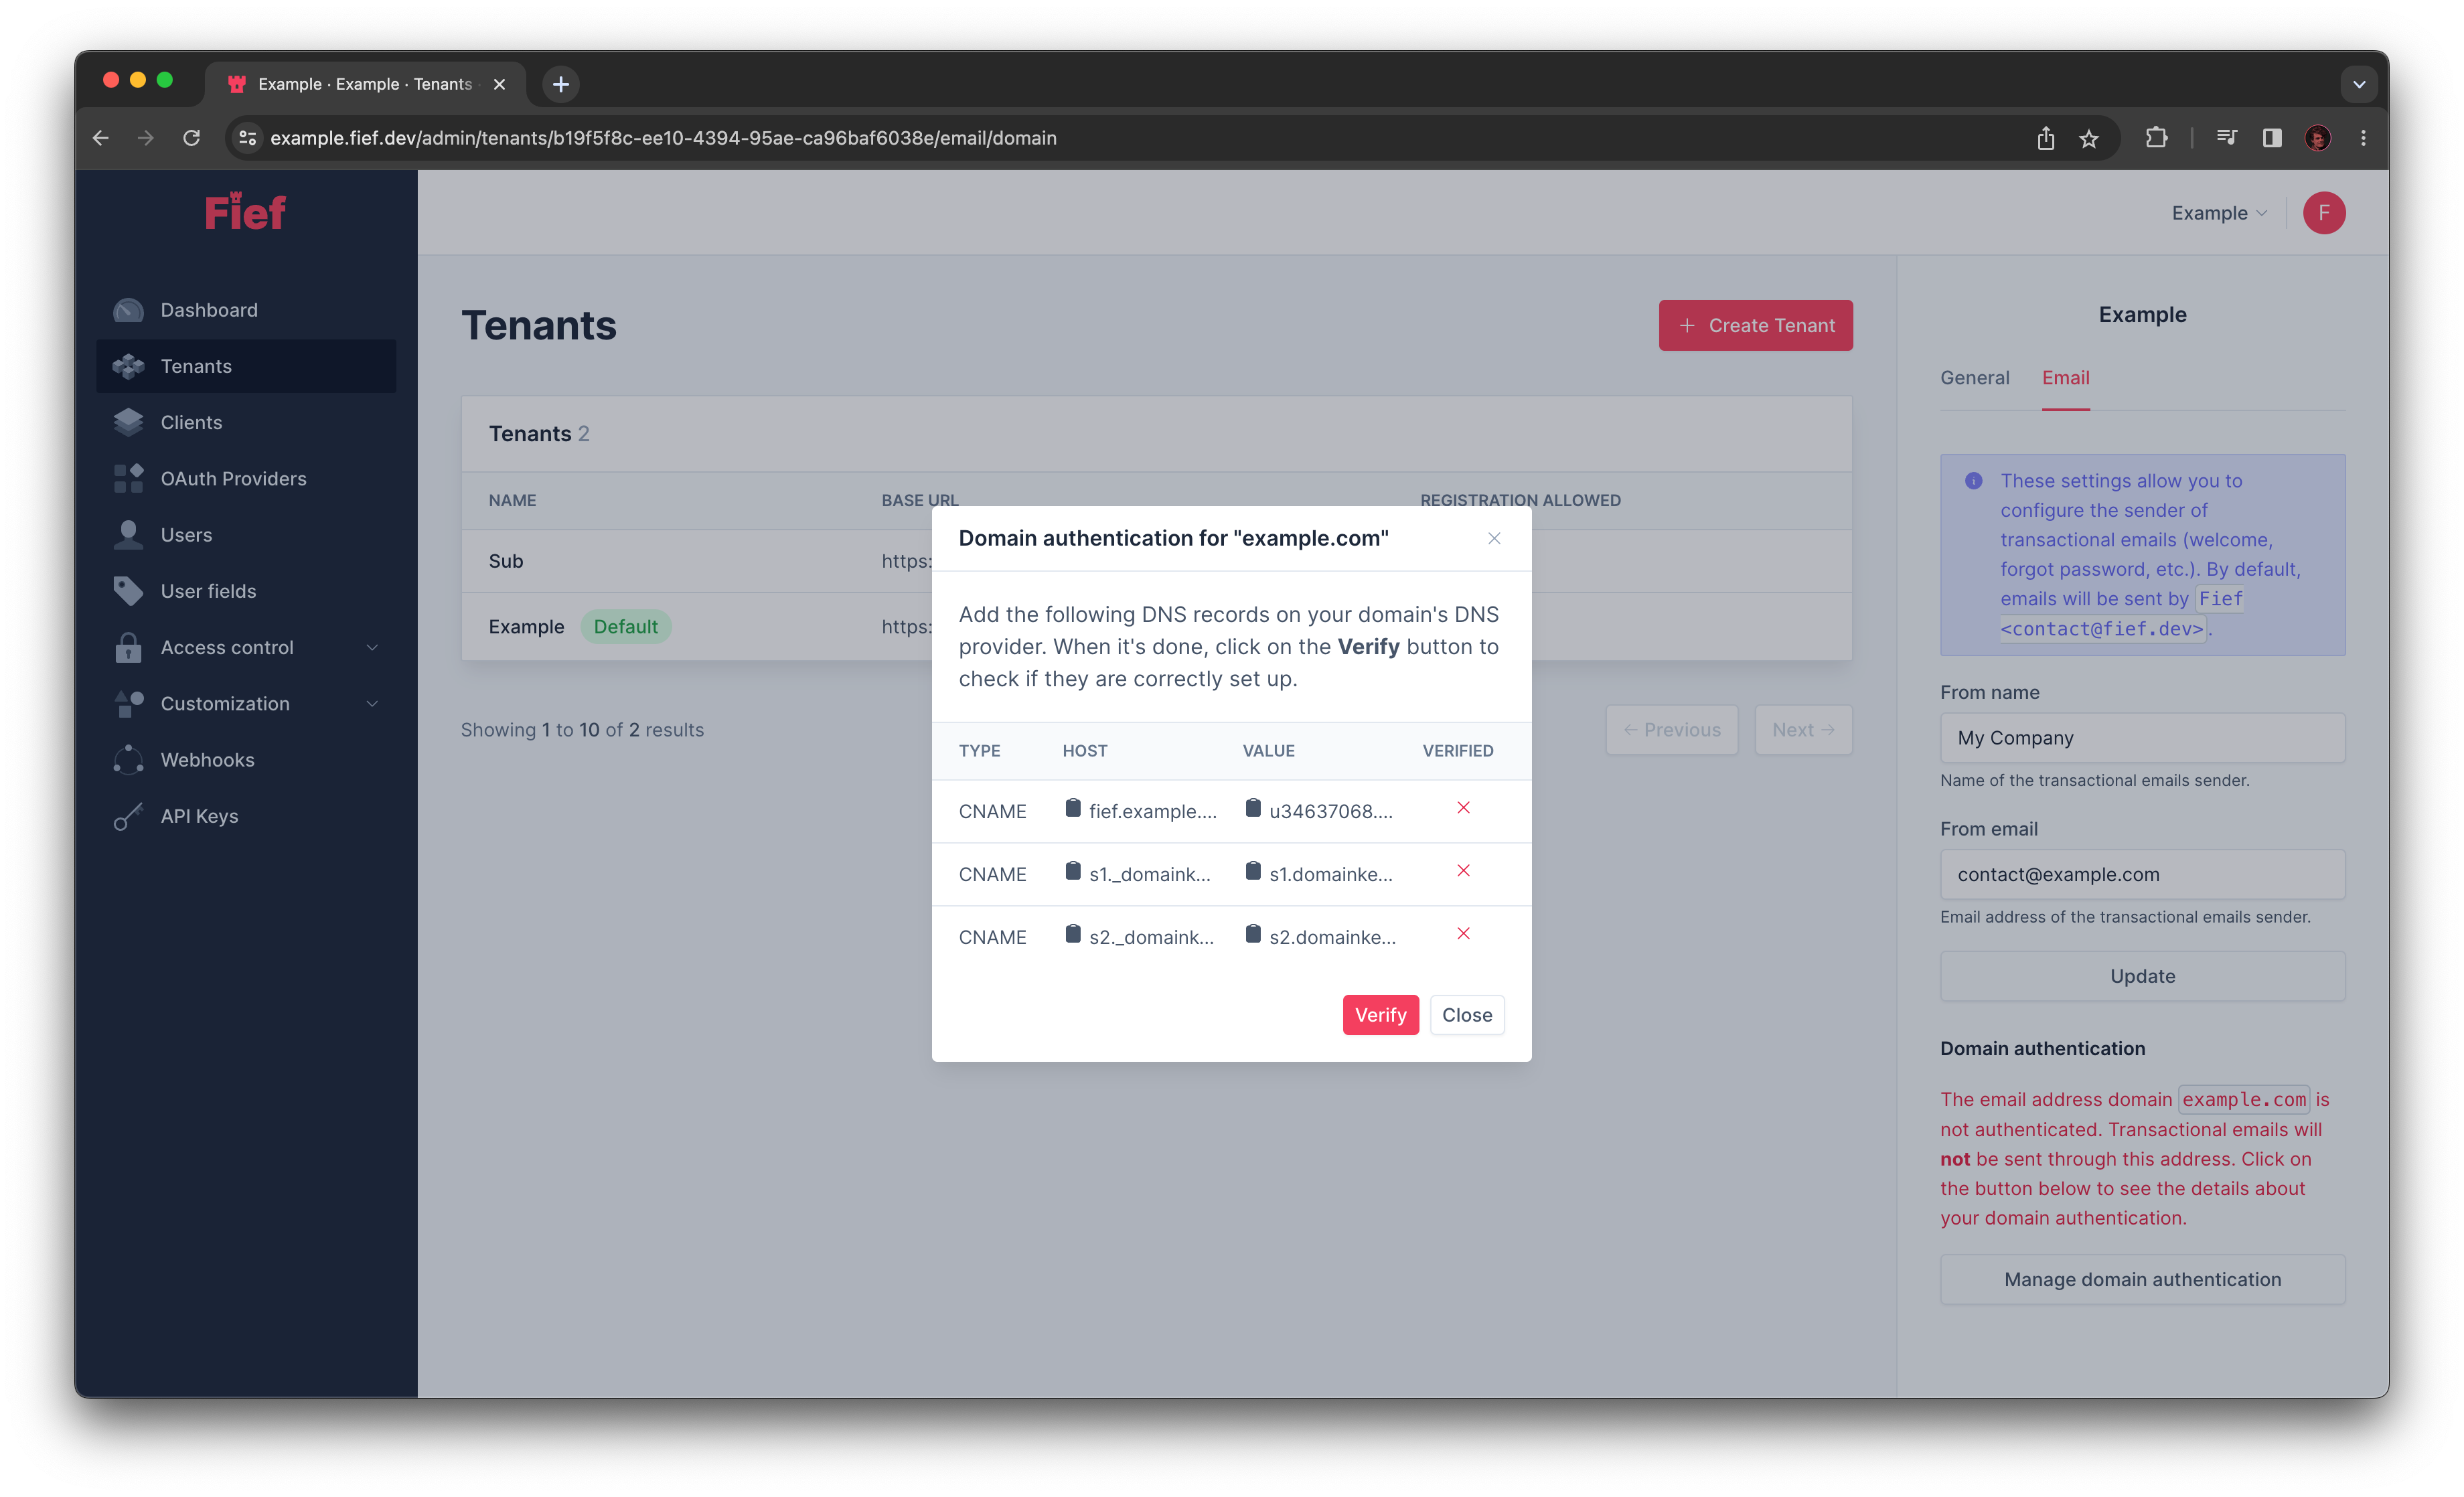 Example · Example · Tenants
example.fief.dev/admin/tenants/b19f5f8c-ee10-4394-95ae-ca96baf6038e/email/domain
Fief
Example
F
Dashboard
Tenants
Clients
OAuth Providers
Users
User fields
Access control
Customization
Webhooks
API Keys
Tenants
Create Tenant
Tenants 2
NAME BASE URL REGISTRATION ALLOWED
Sub https:
Example Default https:
Showing 1 to 10 of 2 results
← Previous
Next →
Domain authentication for "example.com"
Add the following DNS records on your domain's DNS
provider. When it's done, click on the Verify button to
check if they are correctly set up.
TYPE HOST VALUE VERIFIED
CNAME fief.example.... u34637068....
CNAME s1._domaink... s1.domainke...
CNAME s2._domaink... s2.domainke...
Verify
Close
Example
General
Email
These settings allow you to
configure the sender of
transactional emails (welcome,
forgot password, etc.). By default,
emails will be sent by Fief
<contact@fief.dev>.
From name
My Company
Name of the transactional emails sender.
From email
contact@example.com
Email address of the transactional emails sender.
Update
Domain authentication
The email address domain example.com is
not authenticated. Transactional emails will
not be sent through this address. Click on
the button below to see the details about
your domain authentication.
Manage domain authentication